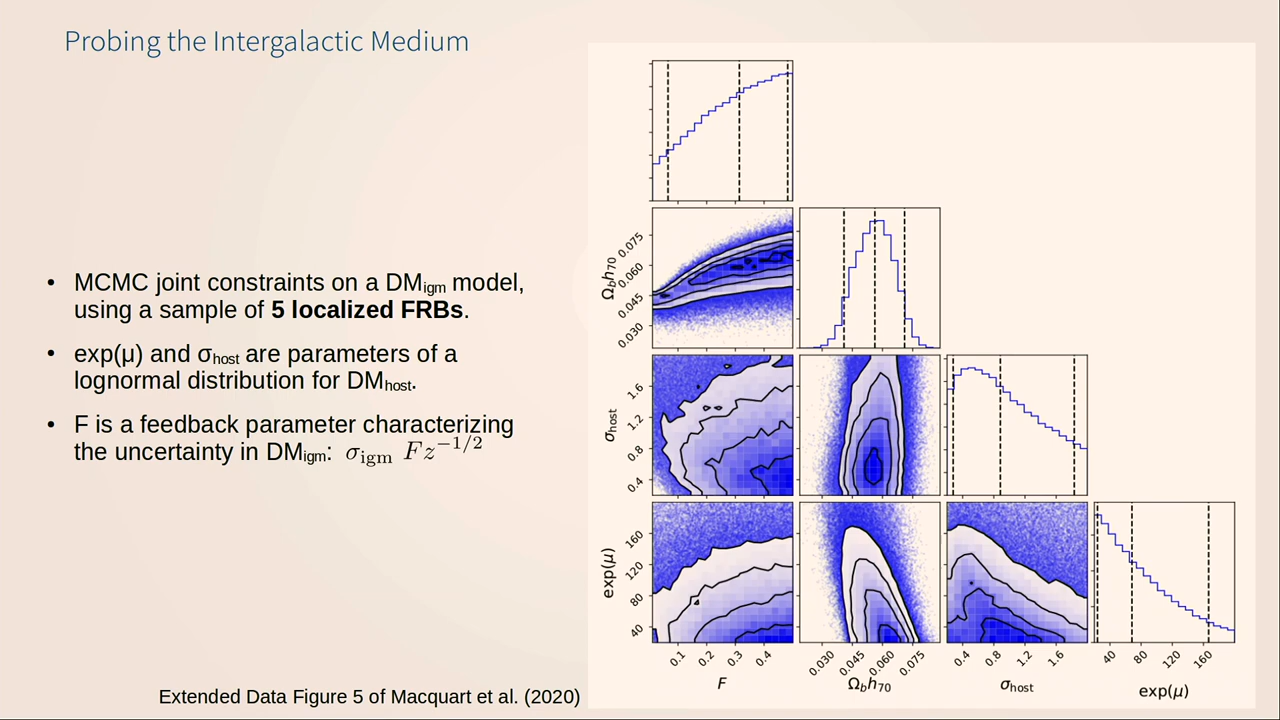 Probing the Intergalactic Medium
• MCMC joint constraints on a DMigm model,
using a sample of 5 localized FRBs.
• exp(μ) and σhost are parameters of a
lognormal distribution for DMhost.
• F is a feedback parameter characterizing
the uncertainty in DMigm: σigm Fz^{-1/2}
Extended Data Figure 5 of Macquart et al. (2020)
Ωbh70
0.075
0.060
0.045
0.030
σhost
1.6
1.2
0.8
0.4
exp(μ)
160
120
80
40
0.1 0.2 0.3 0.4
F
0.030 0.045 0.060 0.075
Ωbh70
0.4 0.8 1.2 1.6
σhost
40 80 120 160
exp(μ)